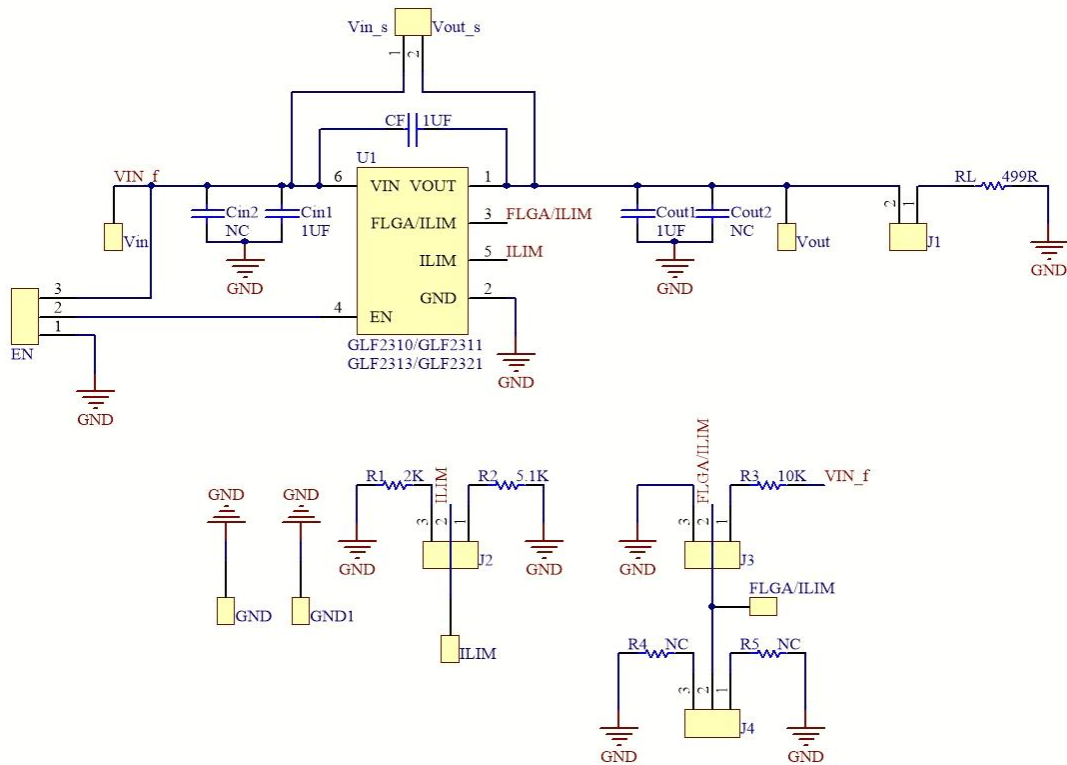 Vin_s Vout_s
1 2
CF 1UF
U1
VIN_f
6 VIN VOUT 1
RL 499R
Cin2 Cin1
NC 1UF
FLGA/ILIM 3 FLGA/ILIM
Cout1 Cout2
1UF NC
2 1
Vin
ILIM 5 ILIM
Vout
J1
GND
GND
GND
3
GND 2
2
4 EN
1
EN
GLF2310/GLF2311
GLF2313/GLF2321
GND
GND
R1 2K
ILIM
R2 5.1K
FLGA/ILIM
R3 10K
VIN_f
GND
GND
3 2 1
3 2 1
GND
J2
GND
GND
J3
FLGA/ILIM
GND
GND1
ILIM
R4 NC
R5 NC
3 2 1
J4
GND
GND